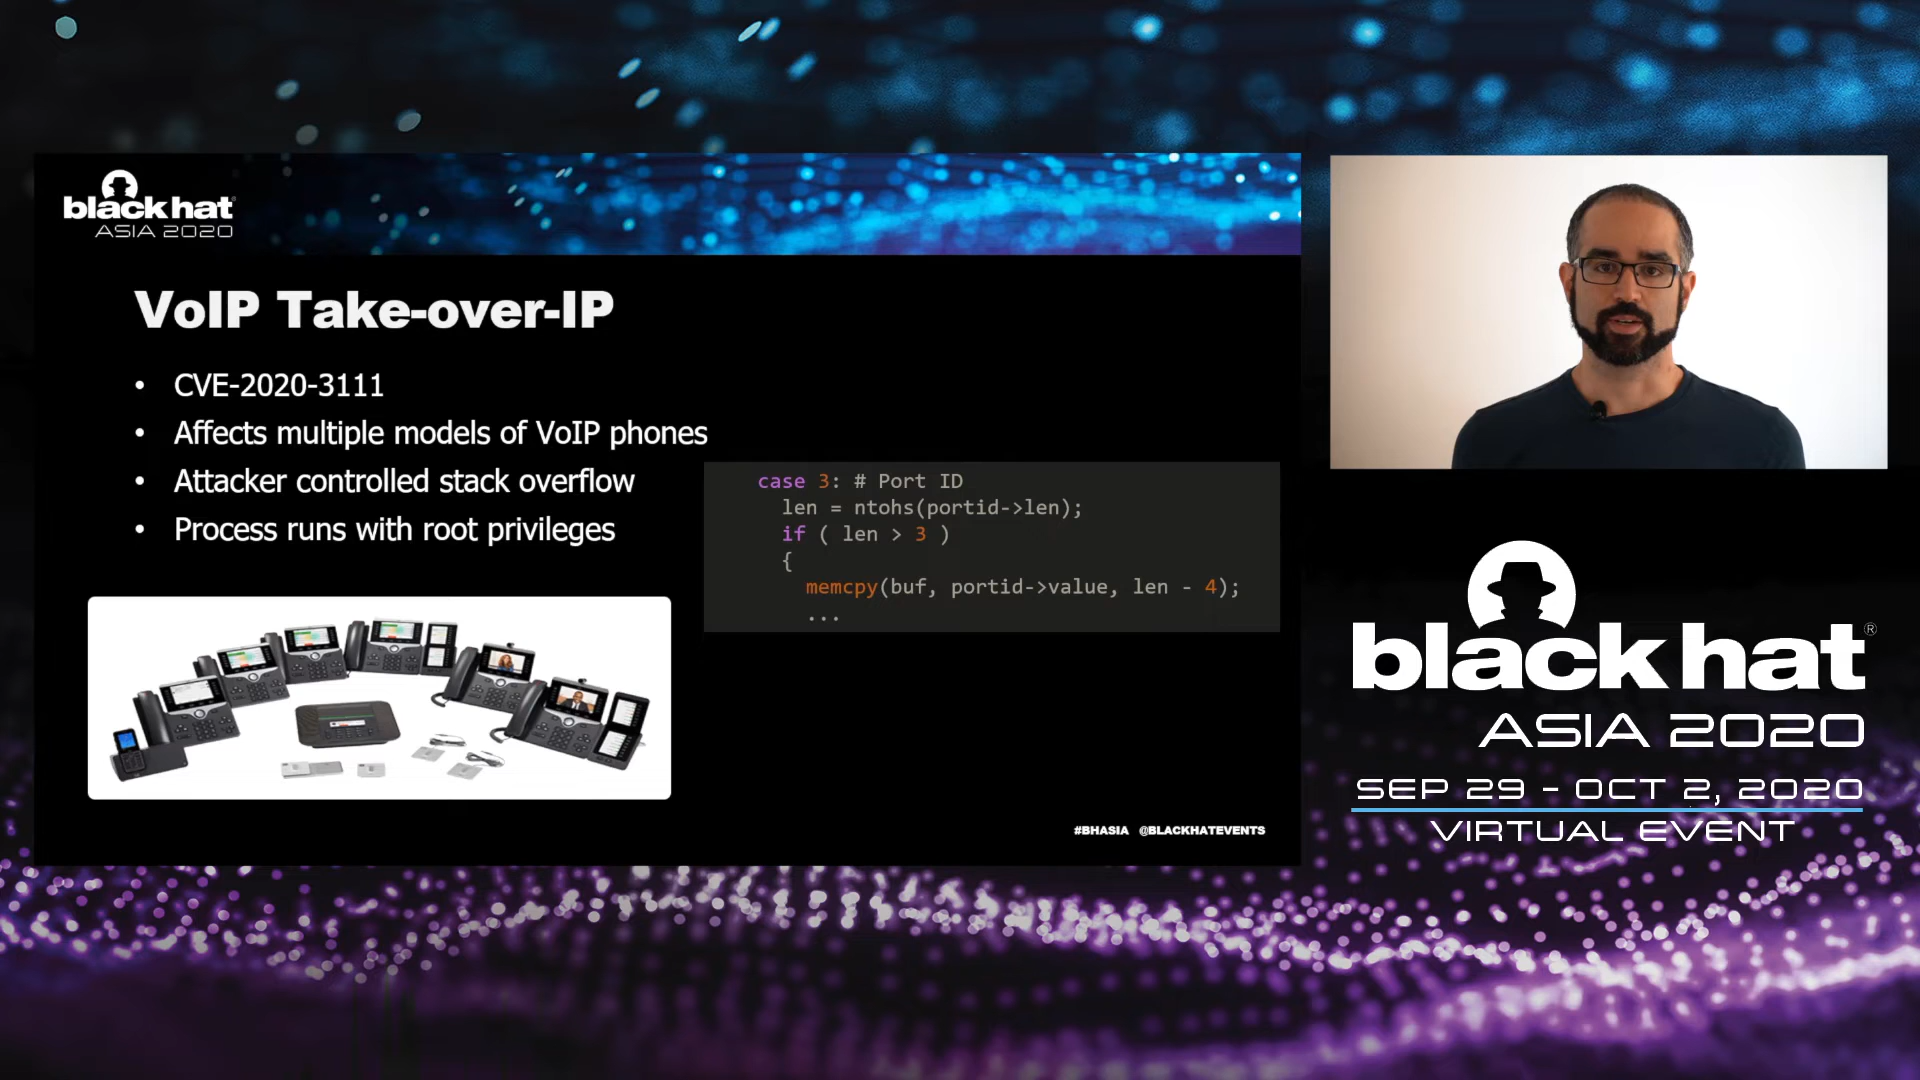 black hat
ASIA 2020
VoIP Take-over-IP
• CVE-2020-3111
• Affects multiple models of VoIP phones
• Attacker controlled stack overflow
• Process runs with root privileges
case 3: # Port ID
len = ntohs(portid->len);
if ( len > 3 )
{
memcpy(buf, portid->value, len - 4);
...
#BHASIA @BLACKHATEVENTS
black hat®
ASIA 2020
SEP 29 - OCT 2, 2020
VIRTUAL EVENT